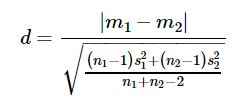 d = |m₁ − m₂| / √(((n₁−1)s₁² + (n₂−1)s₂²) / (n₁+n₂−2))